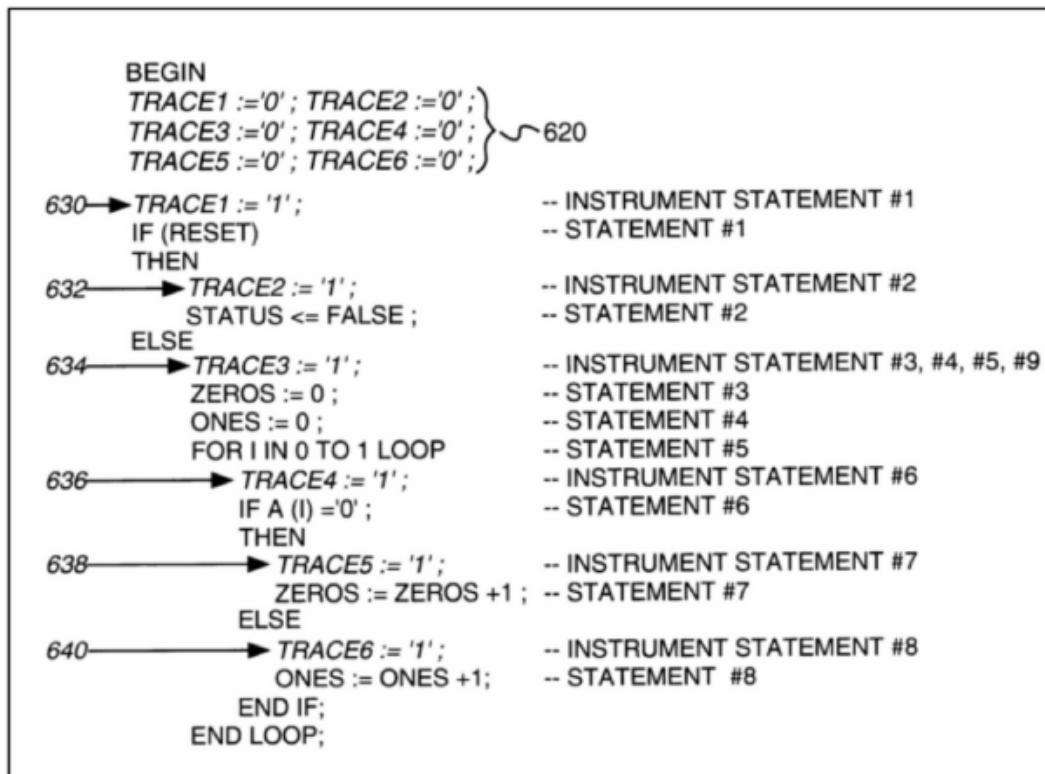 BEGIN
TRACE1 :='0' ; TRACE2 :='0' ;
TRACE3 :='0' ; TRACE4 :='0' ; 620
TRACE5 :='0' ; TRACE6 :='0' ;
630 TRACE1 := '1' ; -- INSTRUMENT STATEMENT #1
IF (RESET) -- STATEMENT #1
THEN
632 TRACE2 := '1' ; -- INSTRUMENT STATEMENT #2
STATUS <= FALSE ; -- STATEMENT #2
ELSE
634 TRACE3 := '1' ; -- INSTRUMENT STATEMENT #3, #4, #5, #9
ZEROS := 0 ; -- STATEMENT #3
ONES := 0 ; -- STATEMENT #4
FOR I IN 0 TO 1 LOOP -- STATEMENT #5
636 TRACE4 := '1' ; -- INSTRUMENT STATEMENT #6
IF A (I) ='0' ; -- STATEMENT #6
THEN
638 TRACE5 := '1' ; -- INSTRUMENT STATEMENT #7
ZEROS := ZEROS +1 ; -- STATEMENT #7
ELSE
640 TRACE6 := '1' ; -- INSTRUMENT STATEMENT #8
ONES := ONES +1; -- STATEMENT #8
END IF;
END LOOP;